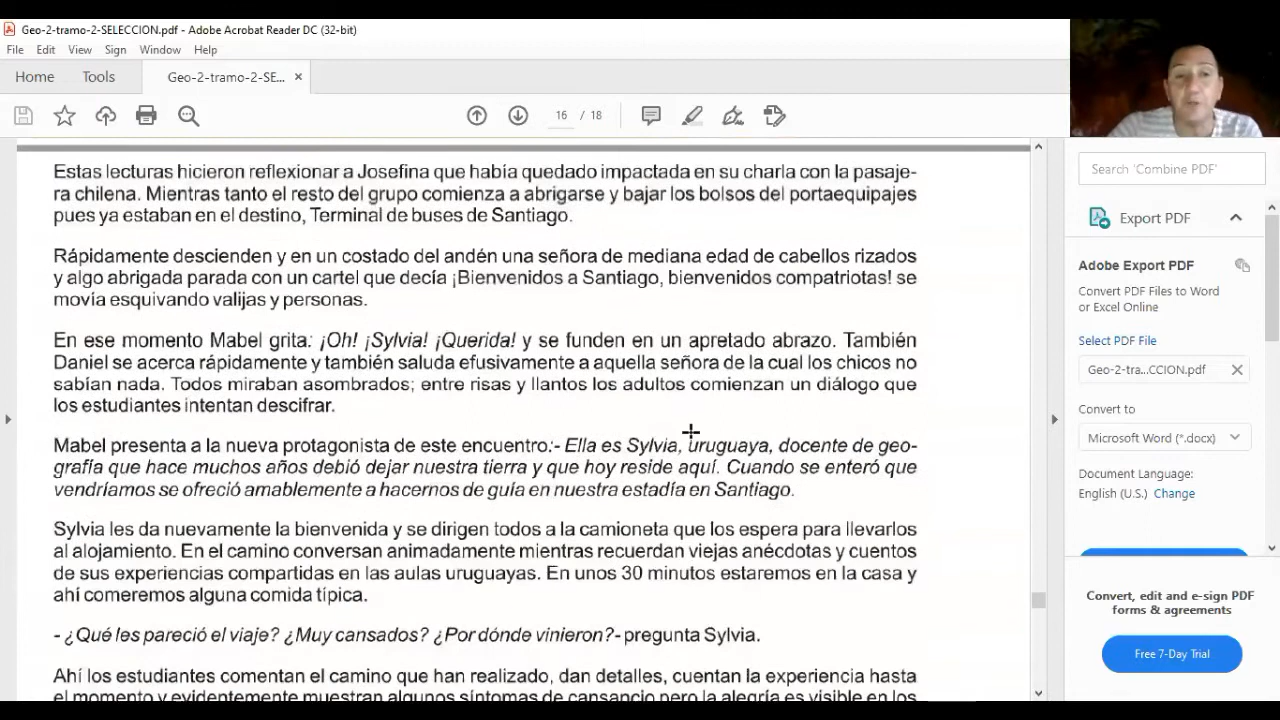 Geo-2-tramo-2-SELECCION.pdf - Adobe Acrobat Reader DC (32-bit)
File Edit View Sign Window Help
Home Tools Geo-2-tramo-2-SE... ×
16 / 18
Estas lecturas hicieron reflexionar a Josefina que había quedado impactada en su charla con la pasaje-
ra chilena. Mientras tanto el resto del grupo comienza a abrigarse y bajar los bolsos del portaequipajes
pues ya estaban en el destino, Terminal de buses de Santiago.
Rápidamente descienden y en un costado del andén una señora de mediana edad de cabellos rizados
y algo abrigada parada con un cartel que decía ¡Bienvenidos a Santiago, bienvenidos compatriotas! se
movía esquivando valijas y personas.
En ese momento Mabel grita: ¡Oh! ¡Sylvia! ¡Querida! y se funden en un apretado abrazo. También
Daniel se acerca rápidamente y también saluda efusivamente a aquella señora de la cual los chicos no
sabían nada. Todos miraban asombrados; entre risas y llantos los adultos comienzan un diálogo que
los estudiantes intentan descifrar.
Mabel presenta a la nueva protagonista de este encuentro:- Ella es Sylvia, uruguaya, docente de geo-
grafía que hace muchos años debió dejar nuestra tierra y que hoy reside aquí. Cuando se enteró que
vendríamos se ofreció amablemente a hacernos de guía en nuestra estadía en Santiago.
Sylvia les da nuevamente la bienvenida y se dirigen todos a la camioneta que los espera para llevarlos
al alojamiento. En el camino conversan animadamente mientras recuerdan viejas anécdotas y cuentos
de sus experiencias compartidas en las aulas uruguayas. En unos 30 minutos estaremos en la casa y
ahí comeremos alguna comida típica.
- ¿Qué les pareció el viaje? ¿Muy cansados? ¿Por dónde vinieron?- pregunta Sylvia.
Ahí los estudiantes comentan el camino que han realizado, dan detalles, cuentan la experiencia hasta
el momento y evidentemente muestran algunos síntomas de cansancio pero la alegría es visible en los
Search 'Combine PDF'
Export PDF
Adobe Export PDF
Convert PDF Files to Word
or Excel Online
Select PDF File
Geo-2-tra...CCION.pdf
Convert to
Microsoft Word (*.docx)
Document Language:
English (U.S.) Change
Convert, edit and e-sign PDF
forms & agreements
Free 7-Day Trial